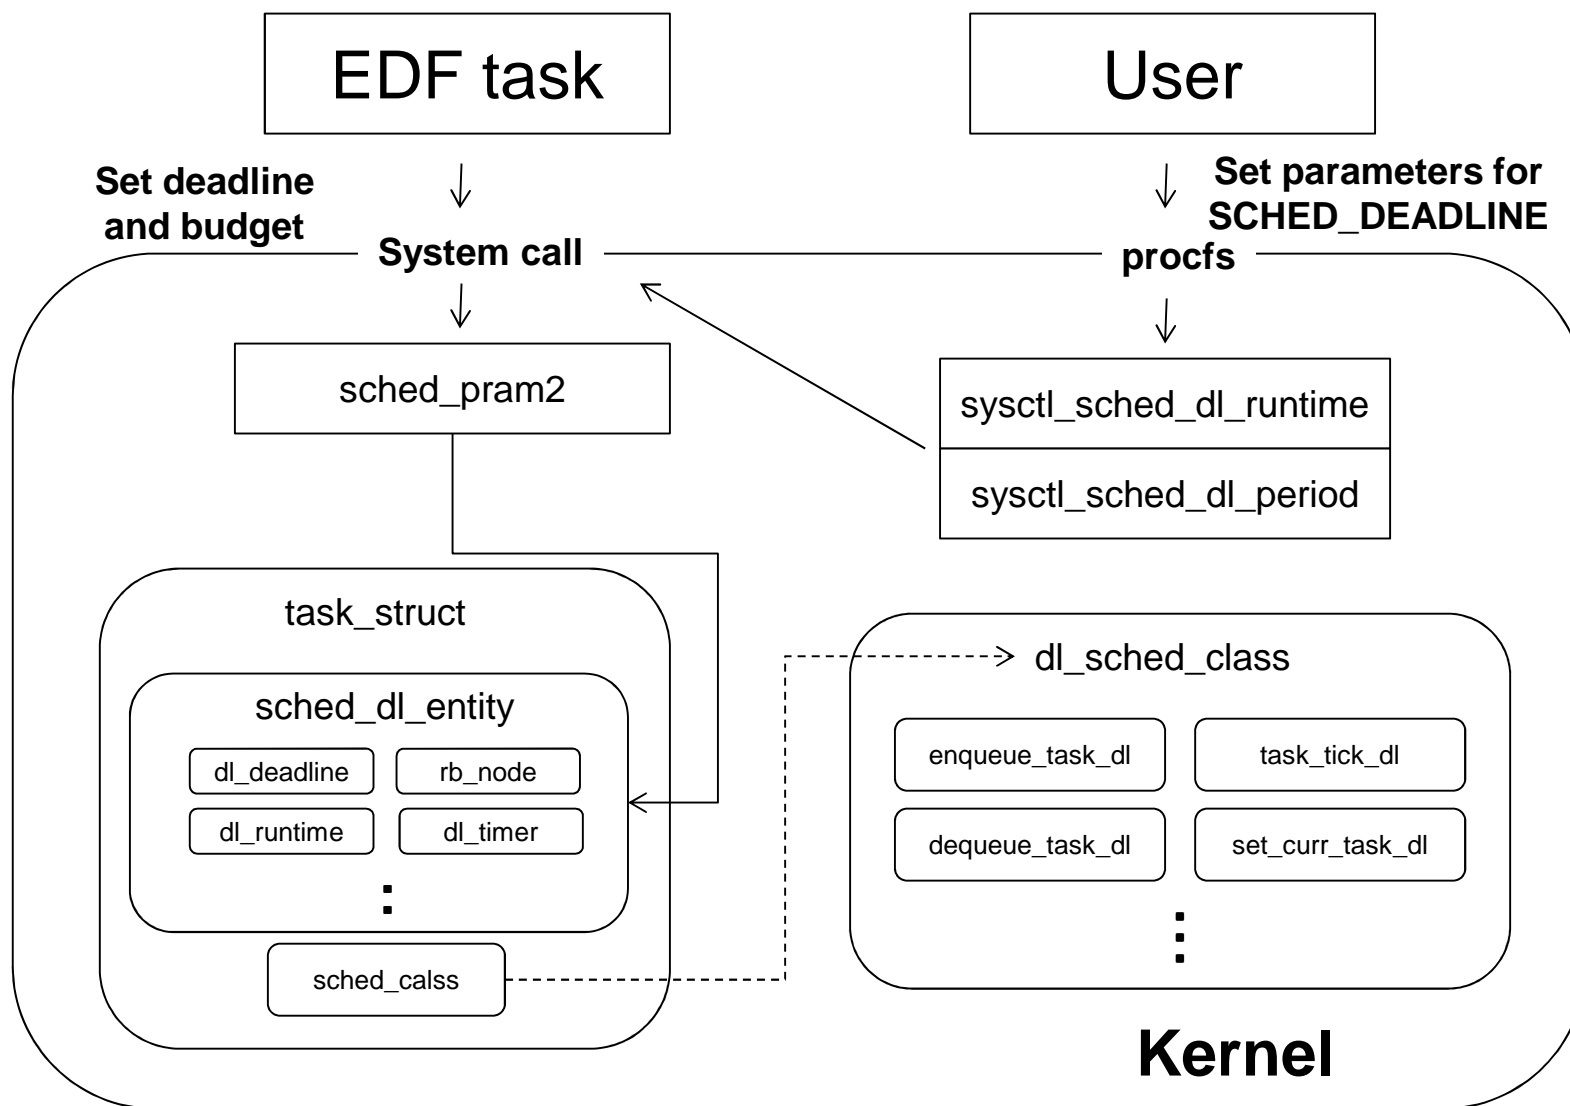 EDF task
User
Set deadline
and budget
Set parameters for
SCHED_DEADLINE
System call
procfs
sched_pram2
sysctl_sched_dl_runtime
sysctl_sched_dl_period
task_struct
sched_dl_entity
dl_deadline
rb_node
dl_runtime
dl_timer
:
sched_calss
dl_sched_class
enqueue_task_dl
task_tick_dl
dequeue_task_dl
set_curr_task_dl
⋮
Kernel